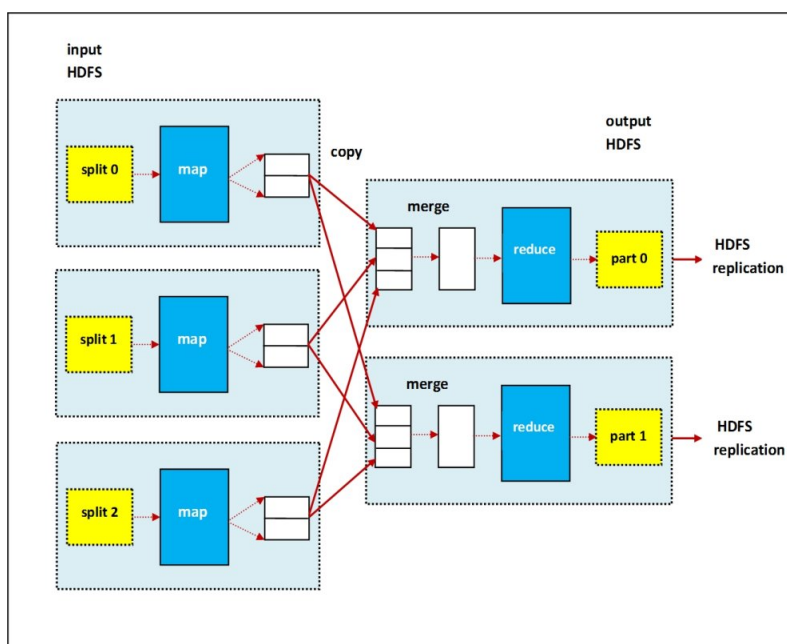 input
HDFS
split 0
map
copy
split 1
map
split 2
map
output
HDFS
merge
reduce
part 0
HDFS
replication
merge
reduce
part 1
HDFS
replication